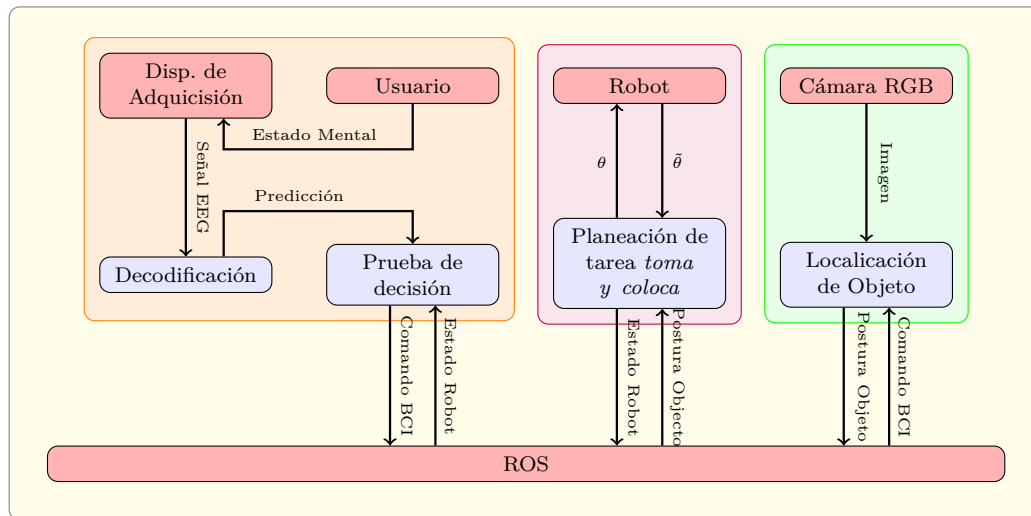 Disp. de
Adquicisión
Usuario
Robot
Cámara RGB
Estado Mental
Señal EEG
θ
θ̃
Imagen
Predicción
Decodificación
Prueba de
decisión
Planeación de
tarea toma
y coloca
Localicación
de Objeto
Comando BCI
Estado Robot
Estado Robot
Postura Objecto
Postura Objeto
Comando BCI
ROS